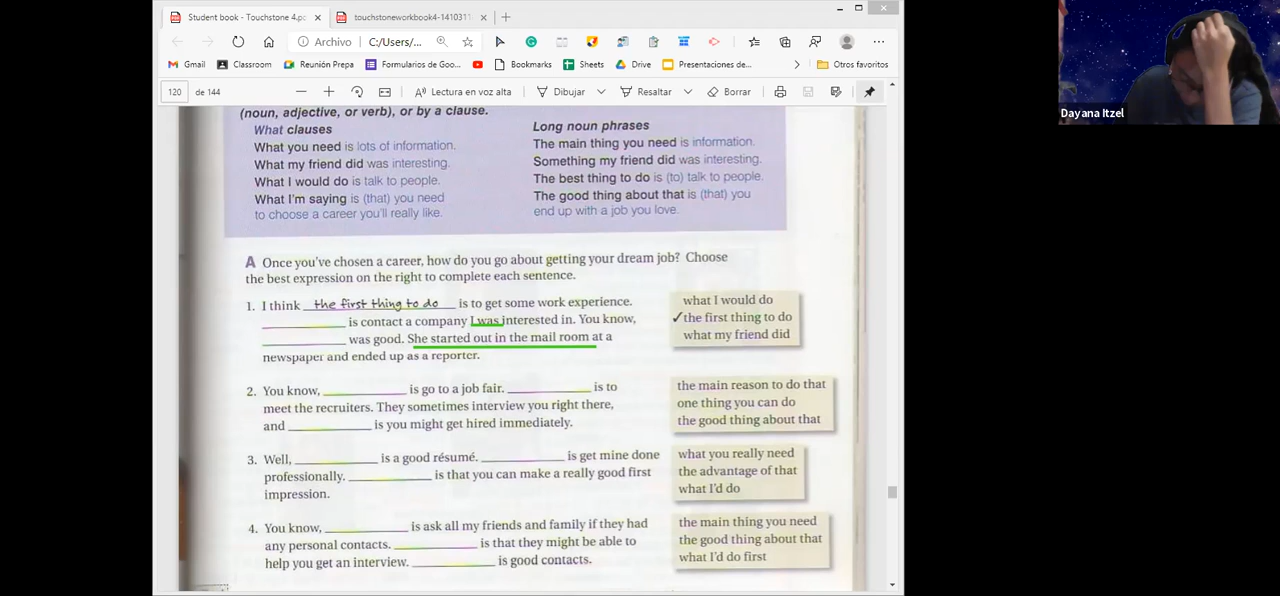 Student book - Touchstone 4.pc
touchstoneworkbook4-1410311
Archivo C:/Users/...
Gmail Classroom Reunión Prepa Formularios de Goo... Bookmarks Sheets Drive Presentaciones de... Otros favoritos
120 de 144 Lectura en voz alta Dibujar Resaltar Borrar
Dayana Itzel
(noun, adjective, or verb), or by a clause.
What clauses
What you need is lots of information.
What my friend did was interesting.
What I would do is talk to people.
What I'm saying is (that) you need
to choose a career you'll really like.
Long noun phrases
The main thing you need is information.
Something my friend did was interesting.
The best thing to do is (to) talk to people.
The good thing about that is (that) you
end up with a job you love.
A Once you've chosen a career, how do you go about getting your dream job? Choose
the best expression on the right to complete each sentence.
1. I think the first thing to do is to get some work experience.
is contact a company I was interested in. You know,
was good. She started out in the mail room at a
newspaper and ended up as a reporter.
what I would do
✓the first thing to do
what my friend did
2. You know, is go to a job fair. is to
meet the recruiters. They sometimes interview you right there,
and is you might get hired immediately.
the main reason to do that
one thing you can do
the good thing about that
3. Well, is a good résumé. is get mine done
professionally. is that you can make a really good first
impression.
what you really need
the advantage of that
what I'd do
4. You know, is ask all my friends and family if they had
any personal contacts. is that they might be able to
help you get an interview. is good contacts.
the main thing you need
the good thing about that
what I'd do first